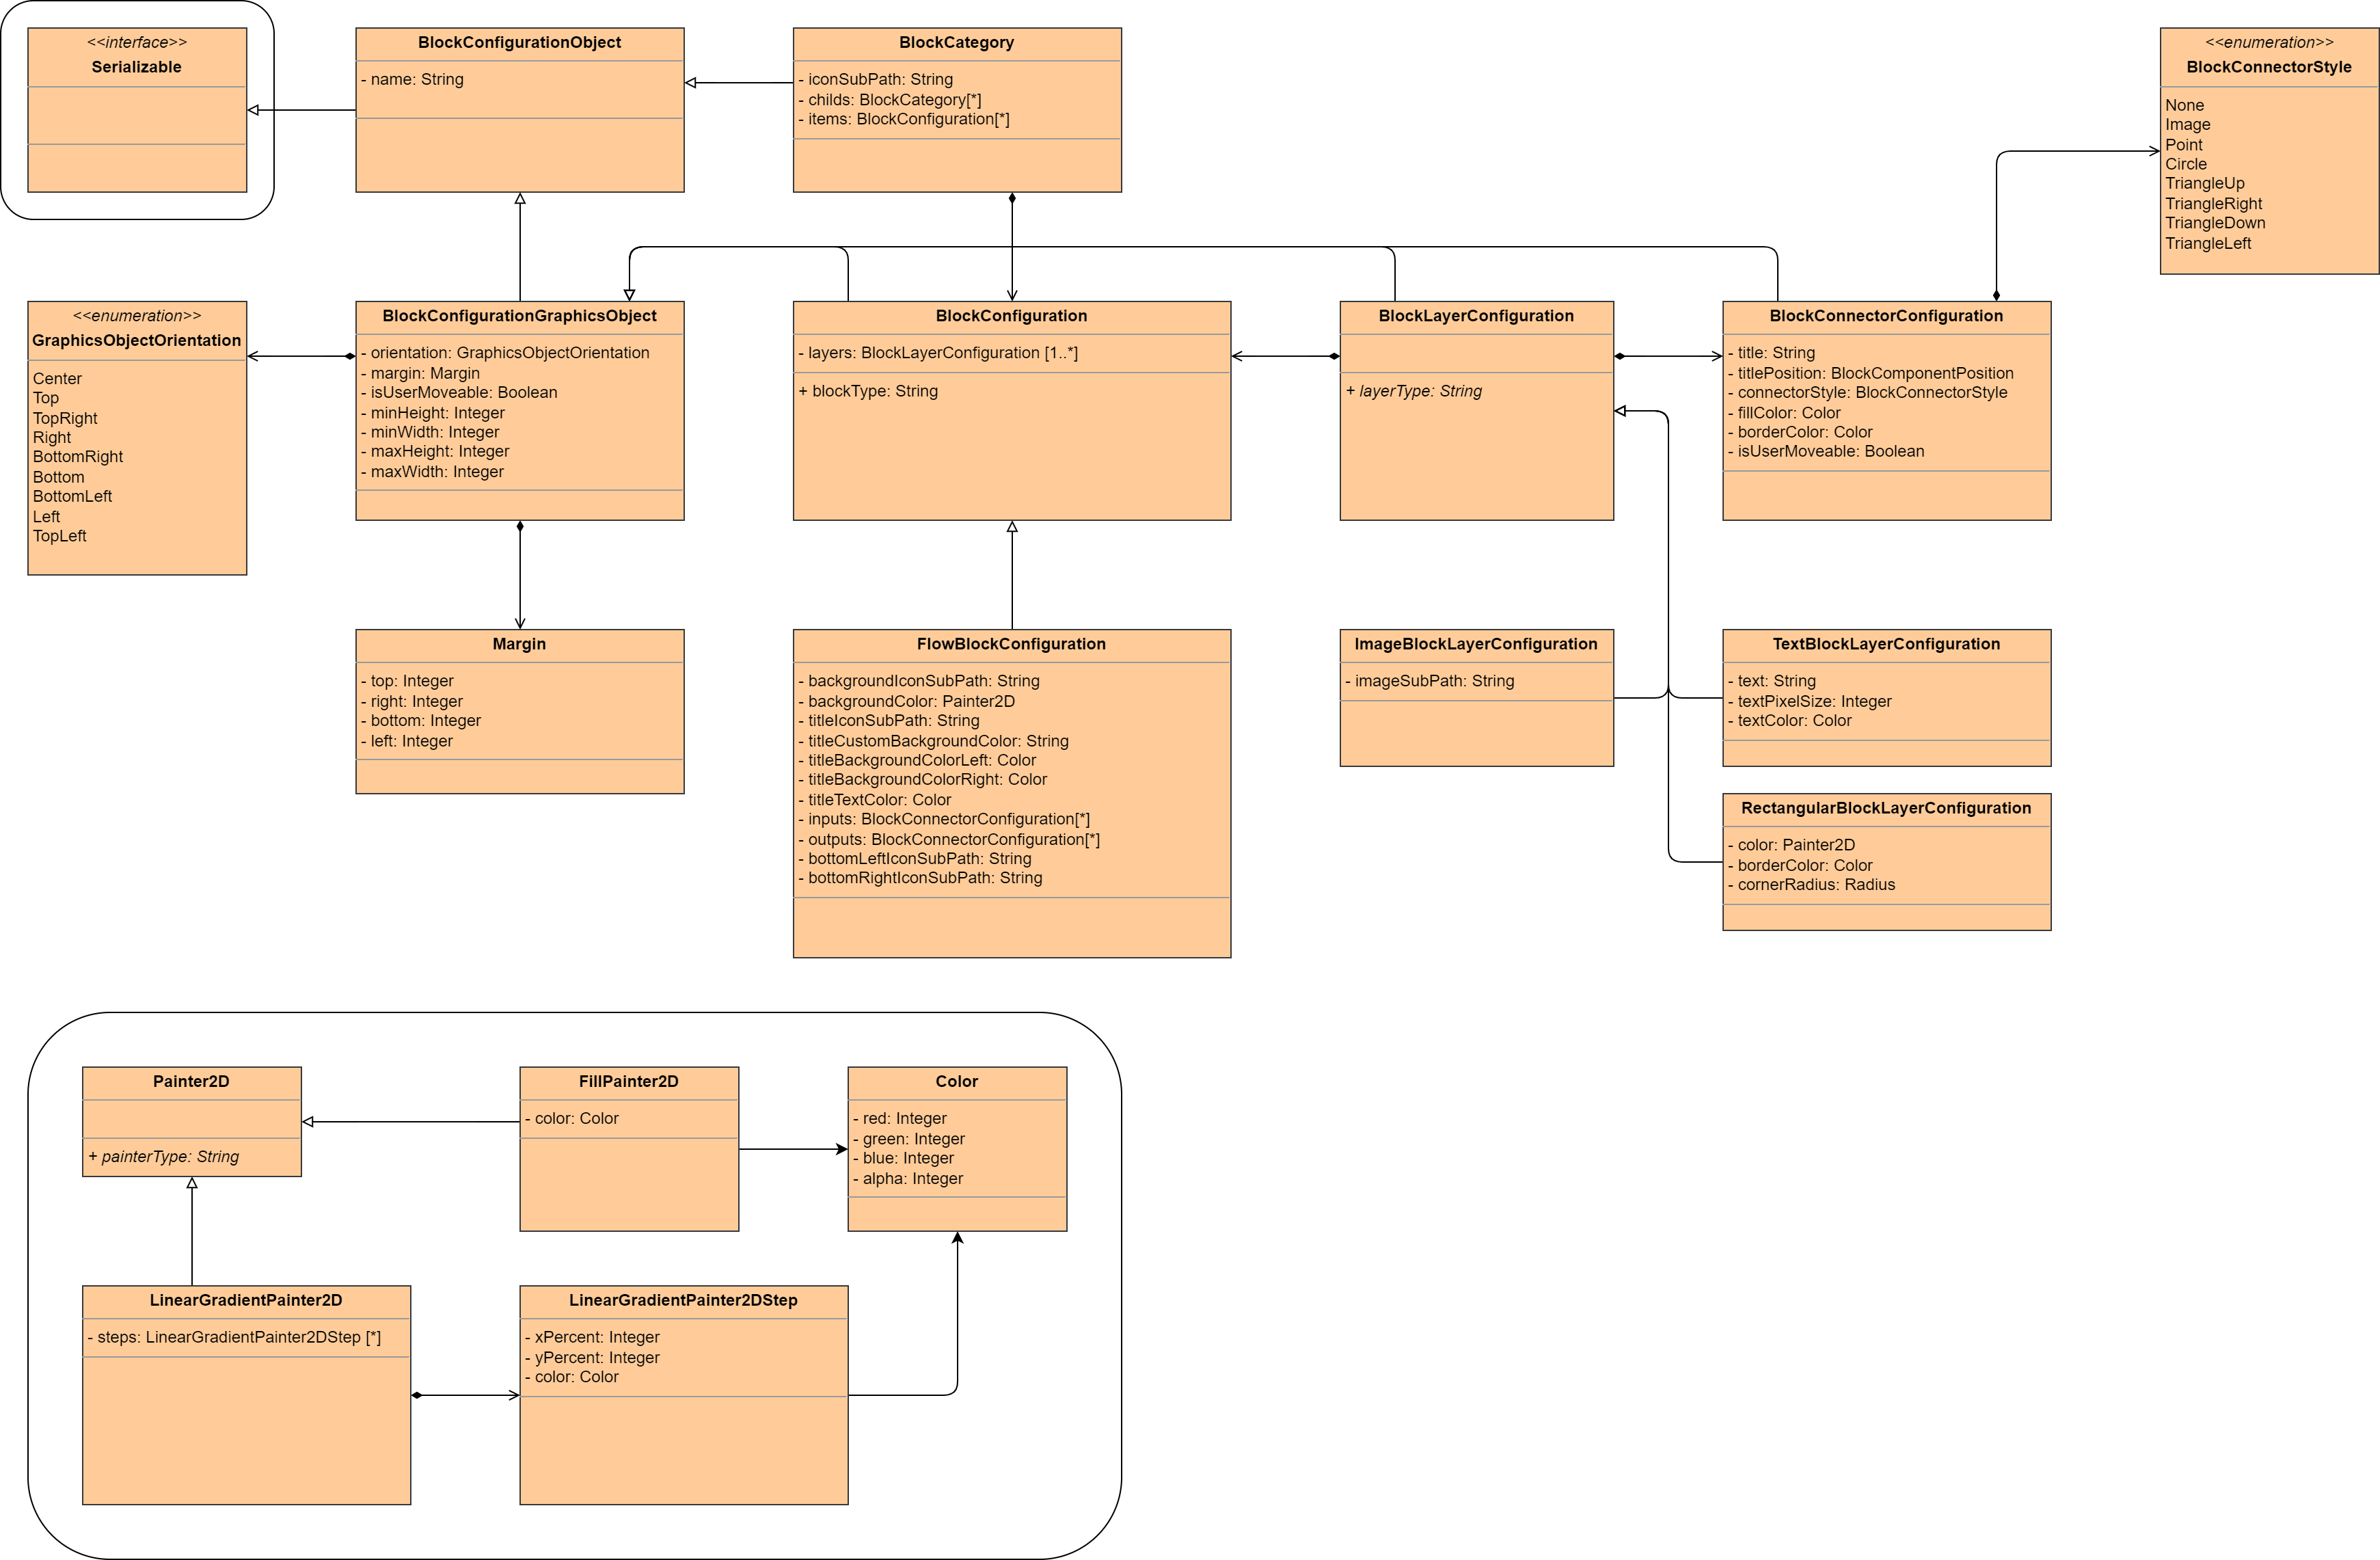 <<interface>>
Serializable
BlockConfigurationObject
- name: String
BlockCategory
- iconSubPath: String
- childs: BlockCategory[*]
- items: BlockConfiguration[*]
<<enumeration>>
BlockConnectorStyle
None
Image
Point
Circle
TriangleUp
TriangleRight
TriangleDown
TriangleLeft
<<enumeration>>
GraphicsObjectOrientation
Center
Top
TopRight
Right
BottomRight
Bottom
BottomLeft
Left
TopLeft
BlockConfigurationGraphicsObject
- orientation: GraphicsObjectOrientation
- margin: Margin
- isUserMoveable: Boolean
- minHeight: Integer
- minWidth: Integer
- maxHeight: Integer
- maxWidth: Integer
BlockConfiguration
- layers: BlockLayerConfiguration [1..*]
+ blockType: String
BlockLayerConfiguration
+ layerType: String
BlockConnectorConfiguration
- title: String
- titlePosition: BlockComponentPosition
- connectorStyle: BlockConnectorStyle
- fillColor: Color
- borderColor: Color
- isUserMoveable: Boolean
Margin
- top: Integer
- right: Integer
- bottom: Integer
- left: Integer
FlowBlockConfiguration
- backgroundIconSubPath: String
- backgroundColor: Painter2D
- titleIconSubPath: String
- titleCustomBackgroundColor: String
- titleBackgroundColorLeft: Color
- titleBackgroundColorRight: Color
- titleTextColor: Color
- inputs: BlockConnectorConfiguration[*]
- outputs: BlockConnectorConfiguration[*]
- bottomLeftIconSubPath: String
- bottomRightIconSubPath: String
ImageBlockLayerConfiguration
- imageSubPath: String
TextBlockLayerConfiguration
- text: String
- textPixelSize: Integer
- textColor: Color
RectangularBlockLayerConfiguration
- color: Painter2D
- borderColor: Color
- cornerRadius: Radius
Painter2D
+ painterType: String
FillPainter2D
- color: Color
Color
- red: Integer
- green: Integer
- blue: Integer
- alpha: Integer
LinearGradientPainter2D
- steps: LinearGradientPainter2DStep [*]
LinearGradientPainter2DStep
- xPercent: Integer
- yPercent: Integer
- color: Color